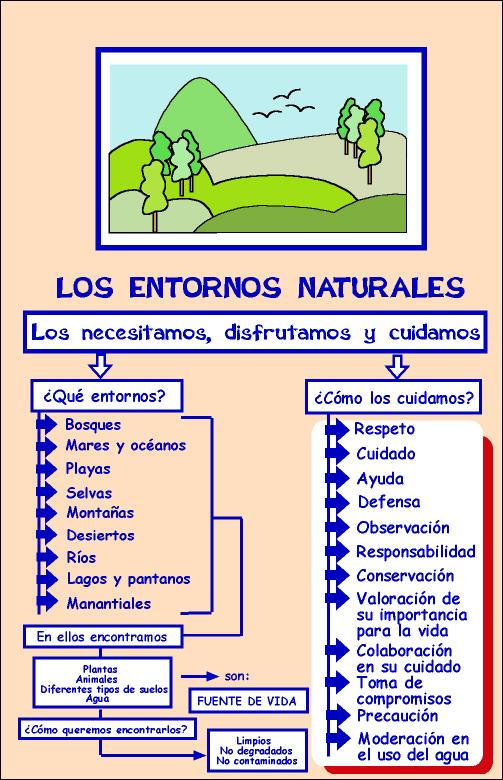 LOS ENTORNOS NATURALES
Los necesitamos, disfrutamos y cuidamos
¿Qué entornos?
Bosques
Mares y océanos
Playas
Selvas
Montañas
Desiertos
Ríos
Lagos y pantanos
Manantiales
En ellos encontramos
Plantas
Animales
Diferentes tipos de suelos
Agua
son:
FUENTE DE VIDA
¿Cómo queremos encontrarlos?
Limpios
No degradados
No contaminados
¿Cómo los cuidamos?
Respeto
Cuidado
Ayuda
Defensa
Observación
Responsabilidad
Conservación
Valoración de
su importancia
para la vida
Colaboración
en su cuidado
Toma de
compromisos
Precaución
Moderación en
el uso del agua